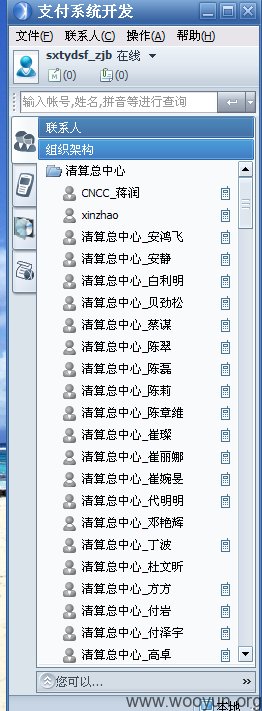 支付系统开发
文件(F) 联系人(C) 操作(A) 帮助(H)
sxtydsf_zjb 在线
(0) (0)
输入帐号,姓名,拼音等进行查询
联系人
组织架构
清算总中心
CNCC_蒋润
xinzhao
清算总中心_安鸿飞
清算总中心_安静
清算总中心_白利明
清算总中心_贝劲松
清算总中心_蔡谋
清算总中心_陈翠
清算总中心_陈磊
清算总中心_陈莉
清算总中心_陈章维
清算总中心_崔璨
清算总中心_崔丽娜
清算总中心_崔婉旻
清算总中心_代明明
清算总中心_邓艳辉
清算总中心_丁波
清算总中心_杜文昕
清算总中心_方方
清算总中心_付岩
清算总中心_付泽宇
清算总中心_高卓
您可以...
www.wooyun.org